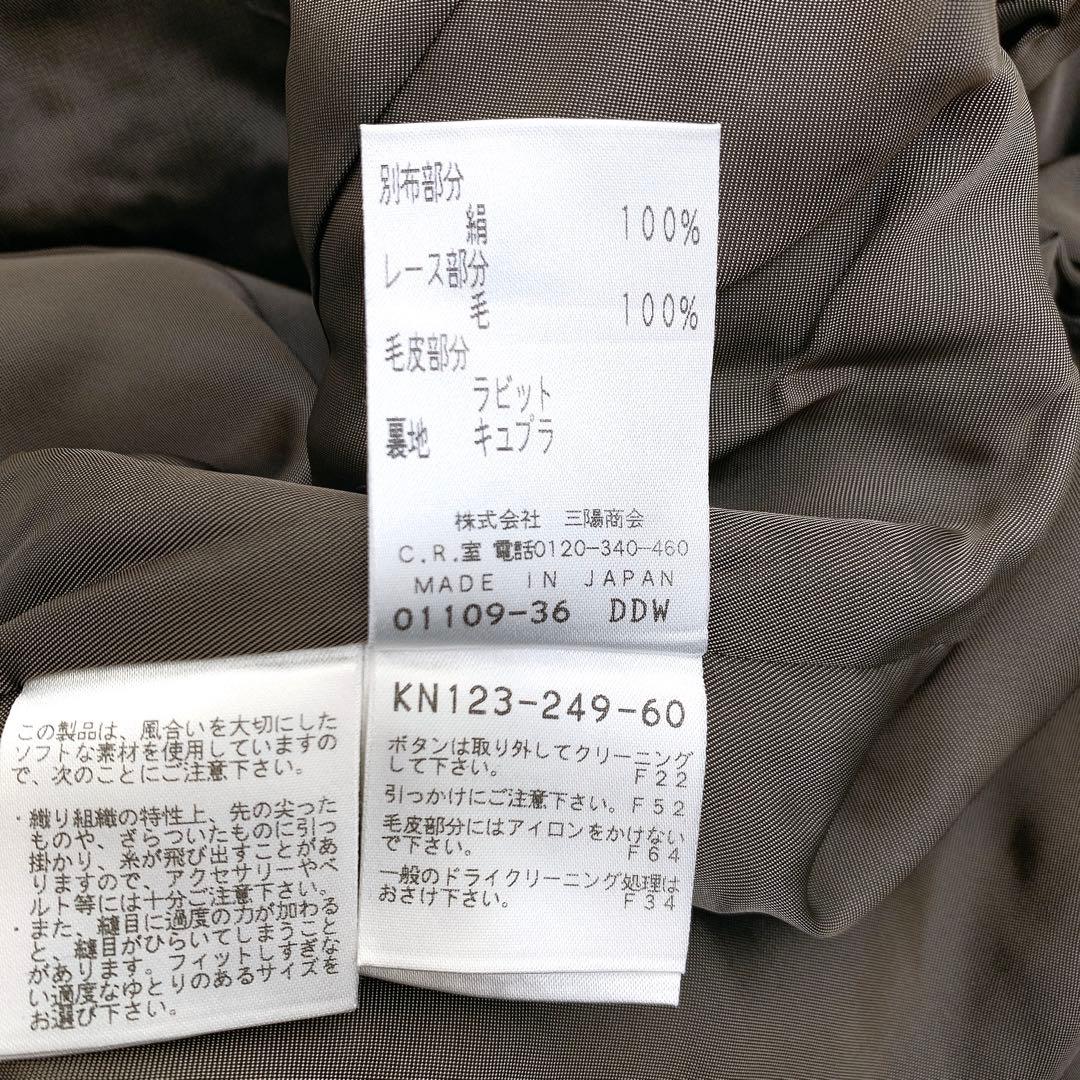 別布部分
絹 100%
レース部分
毛 100%
毛皮部分
ラビット
裏地 キュプラ
株式会社 三陽商会
C.R.室 電話0120-340-460
MADE IN JAPAN
01109-36 DDW
KN123-249-60
ボタンは取り外してクリーニング
して下さい。 F22
引っかけにご注意下さい。F52
毛皮部分にはアイロンをかけない
で下さい。 F64
一般のドライクリーニング処理は
おさけ下さい。 F34
この製品は、風合いを大切にした
ソフトな素材を使用していますの
で、次のことにご注意下さい。
・織り組織の特性上、先の尖った
ものや、ざらついたものに引っ
掛かり、糸が飛び出すことがあ
りますので、アクセサリーやベ
ルト等には十分ご注意下さい。
・また、縫目に過度の力が加わる
と、縫目がひらいてしまうこと
があります。フィットしすぎな
い適度なゆとりのあるサイズを
お選び下さい。